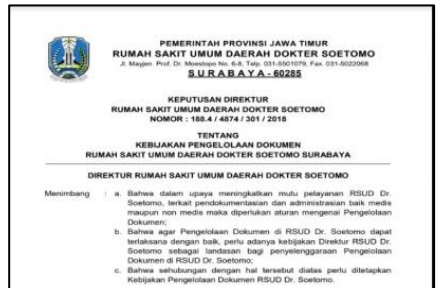 PEMERINTAH PROVINSI JAWA TIMUR
RUMAH SAKIT UMUM DAERAH DOKTER SOETOMO
Jl. Mayjen. Prof. Dr. Moestopo No. 6-8, Telp. 031-5501079, Fax. 031-5022068
S U R A B A Y A - 60285
KEPUTUSAN DIREKTUR
RUMAH SAKIT UMUM DAERAH DOKTER SOETOMO
NOMOR : 188.4 / 4874 / 301 / 2018
TENTANG
KEBIJAKAN PENGELOLAAN DOKUMEN
RUMAH SAKIT UMUM DAERAH DOKTER SOETOMO SURABAYA
DIREKTUR RUMAH SAKIT UMUM DAERAH DOKTER SOETOMO
Menimbang : a. Bahwa dalam upaya meningkatkan mutu pelayanan RSUD Dr.
Soetomo, terkait pendokumentasian dan administrasian baik medis
maupun non medis maka diperlukan aturan mengenai Pengelolaan
Dokumen;
b. Bahwa agar Pengelolaan Dokumen di RSUD Dr. Soetomo dapat
terlaksana dengan baik, perlu adanya kebijakan Direktur RSUD Dr.
Soetomo sebagai landasan bagi penyelenggaraan Pengelolaan
Dokumen di RSUD Dr. Soetomo;
c. Bahwa sehubungan dengan hal tersebut diatas perlu ditetapkan
Kebijakan Pengelolaan Dokumen RSUD Dr. Soetomo.